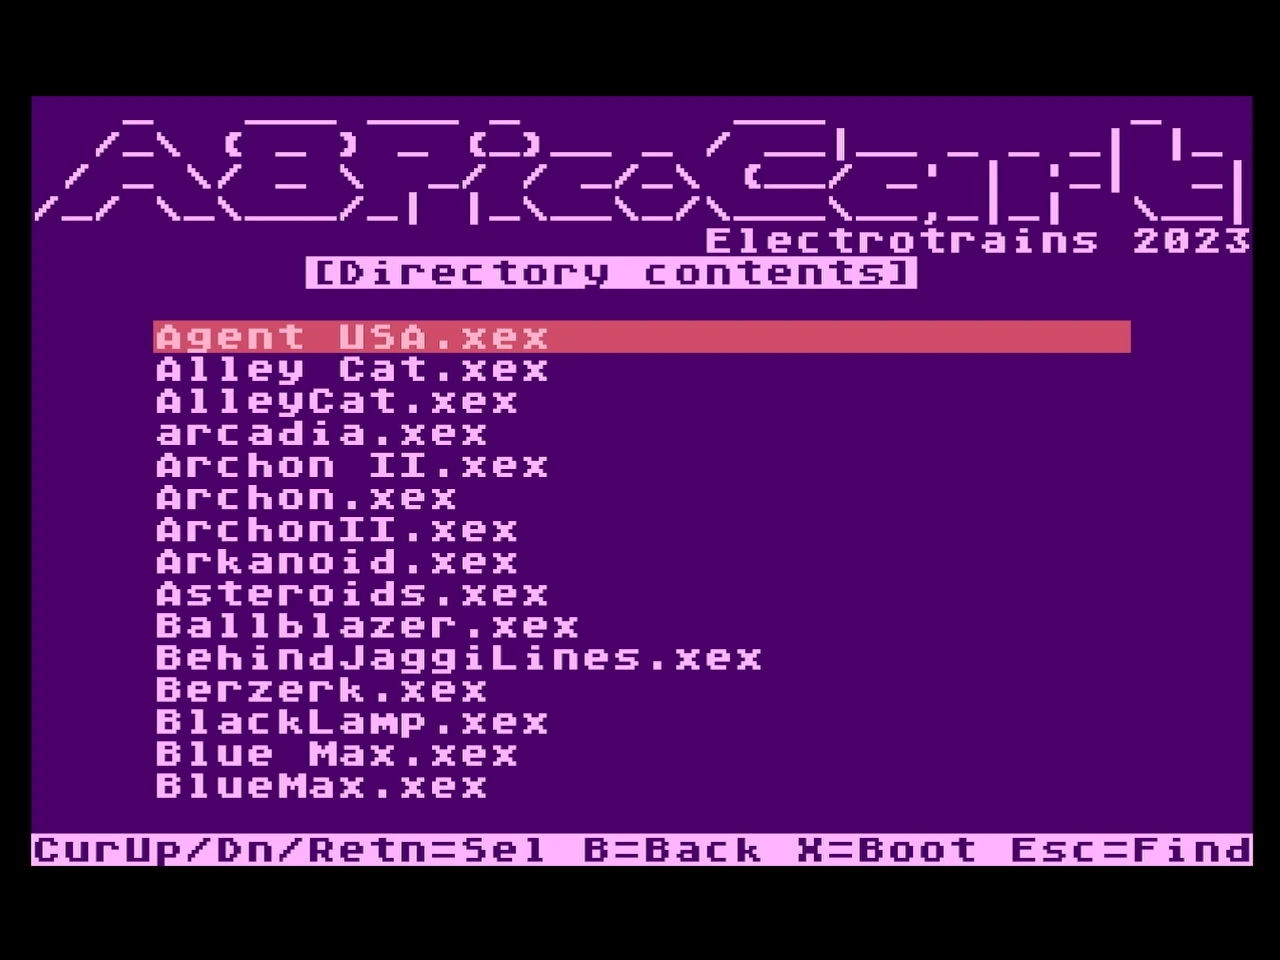 A8PicoCart
Electrotrains 2023
[Directory contents]
Agent USA.xex
Alley Cat.xex
AlleyCat.xex
arcadia.xex
Archon II.xex
Archon.xex
ArchonII.xex
Arkanoid.xex
Asteroids.xex
Ballblazer.xex
BehindJaggiLines.xex
Berzerk.xex
BlackLamp.xex
Blue Max.xex
BlueMax.xex
CurUp/Dn/Retn=Sel B=Back X=Boot Esc=Find